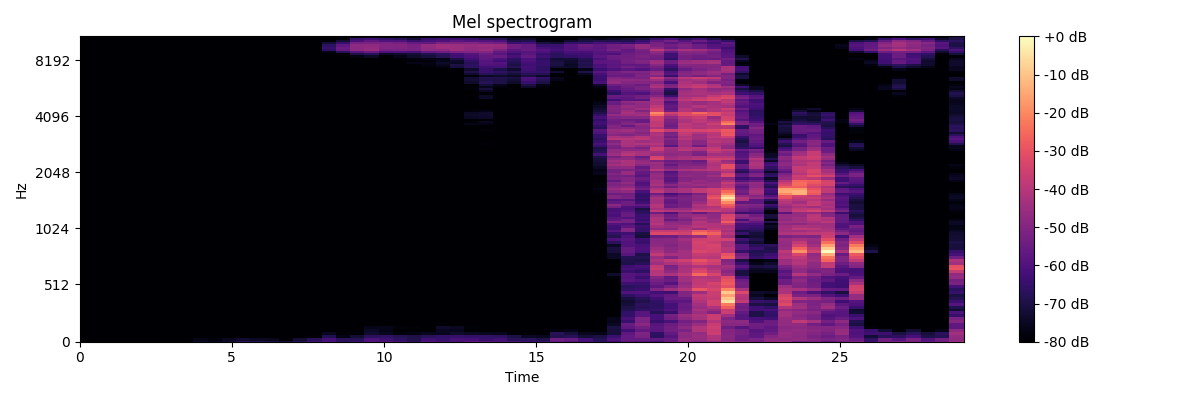 Mel spectrogram
Hz
8192
4096
2048
1024
512
0
0 5 10 15 20 25
Time
+0 dB
-10 dB
-20 dB
-30 dB
-40 dB
-50 dB
-60 dB
-70 dB
-80 dB